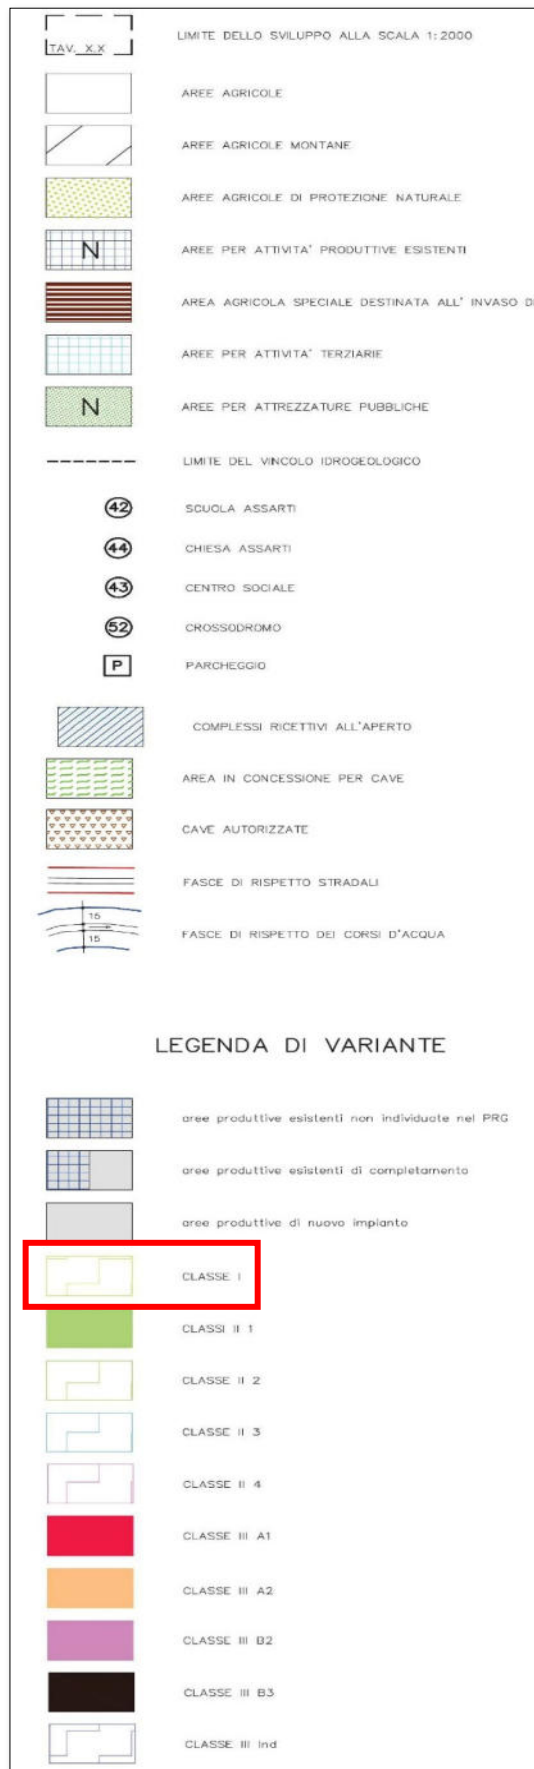 TAV. X.X
LIMITE DELLO SVILUPPO ALLA SCALA 1:2000
AREE AGRICOLE
AREE AGRICOLE MONTANE
AREE AGRICOLE DI PROTEZIONE NATURALE
N
AREE PER ATTIVITA' PRODUTTIVE ESISTENTI
AREA AGRICOLA SPECIALE DESTINATA ALL' INVASO
AREE PER ATTIVITA' TERZIARIE
N
AREE PER ATTREZZATURE PUBBLICHE
LIMITE DEL VINCOLO IDROGEOLOGICO
42 SCUOLA ASSARTI
44 CHIESA ASSARTI
43 CENTRO SOCIALE
52 CROSSODROMO
P PARCHEGGIO
COMPLESSI RICETTIVI ALL'APERTO
AREA IN CONCESSIONE PER CAVE
CAVE AUTORIZZATE
FASCE DI RISPETTO STRADALI
15
15
FASCE DI RISPETTO DEI CORSI D'ACQUA
LEGENDA DI VARIANTE
aree produttive esistenti non individuate nel PRG
aree produttive esistenti di completamento
aree produttive di nuovo impianto
CLASSE I
CLASSI II 1
CLASSE II 2
CLASSE II 3
CLASSE II 4
CLASSE III A1
CLASSE III A2
CLASSE III B2
CLASSE III B3
CLASSE III Ind